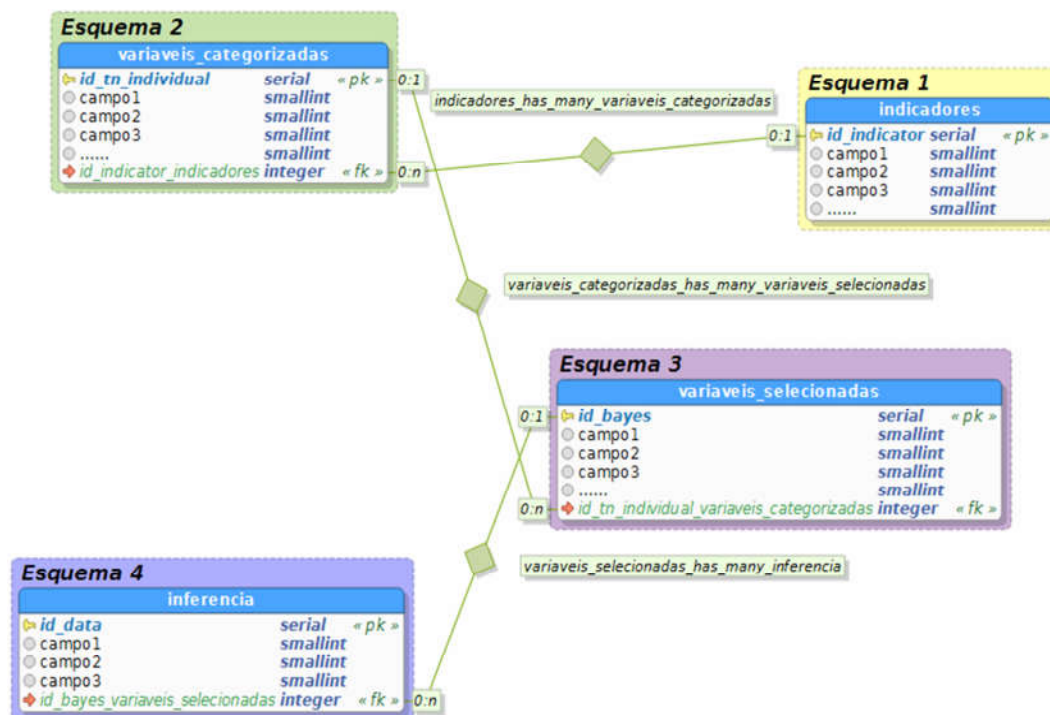 Esquema 2
variaveis_categorizadas
id_tn_individual serial « pk » 0:1
campo1 smallint
campo2 smallint
campo3 smallint
...... smallint
id_indicator_indicadores integer « fk » 0:n
indicadores_has_many_variaveis_categorizadas
Esquema 1
indicadores
0:1 id_indicator serial « pk »
campo1 smallint
campo2 smallint
campo3 smallint
...... smallint
variaveis_categorizadas_has_many_variaveis_selecionadas
Esquema 3
variaveis_selecionadas
0:1 id_bayes serial « pk »
campo1 smallint
campo2 smallint
campo3 smallint
...... smallint
0:n id_tn_individual_variaveis_categorizadas integer « fk »
variaveis_selecionadas_has_many_inferencia
Esquema 4
inferencia
id_data serial « pk »
campo1 smallint
campo2 smallint
campo3 smallint
id_bayes_variaveis_selecionadas integer « fk » 0:n